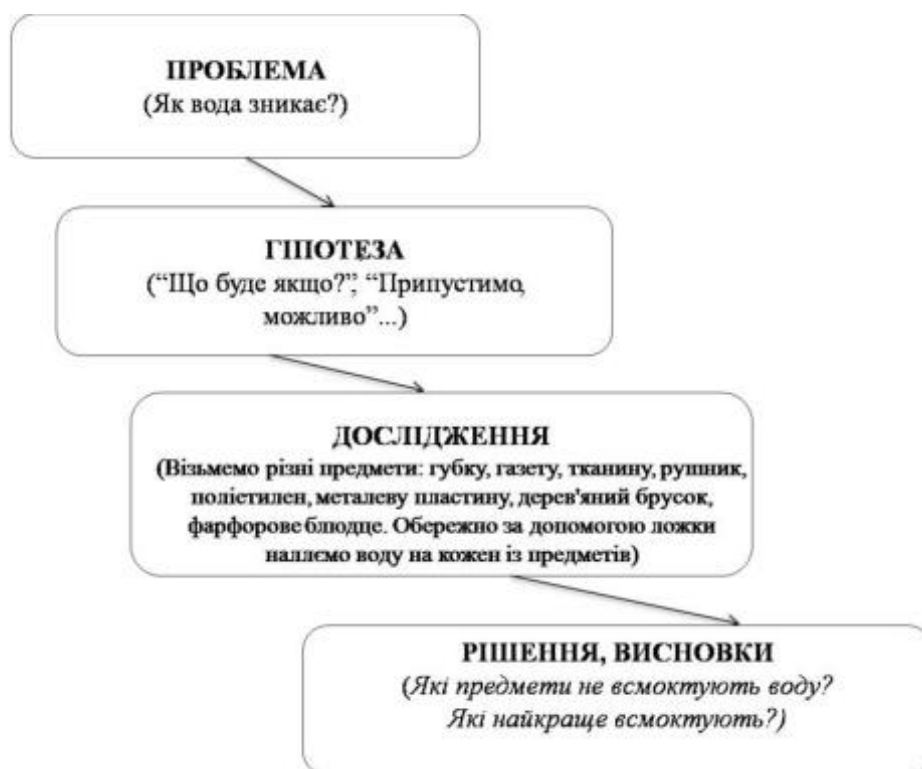 ПРОБЛЕМА
(Як вода зникає?)
ГІПОТЕЗА
(“Що буде якщо?”, “Припустимо,
можливо”...)
ДОСЛІДЖЕННЯ
(Візьмемо різні предмети: губку, газету, тканину, рушник,
поліетилен, металеву пластину, дерев'яний брусок,
фарфорове блюдце. Обережно за допомогою ложки
наллємо воду на кожен із предметів)
РІШЕННЯ, ВИСНОВКИ
(Які предмети не всмоктують воду?
Які найкраще всмоктують?)